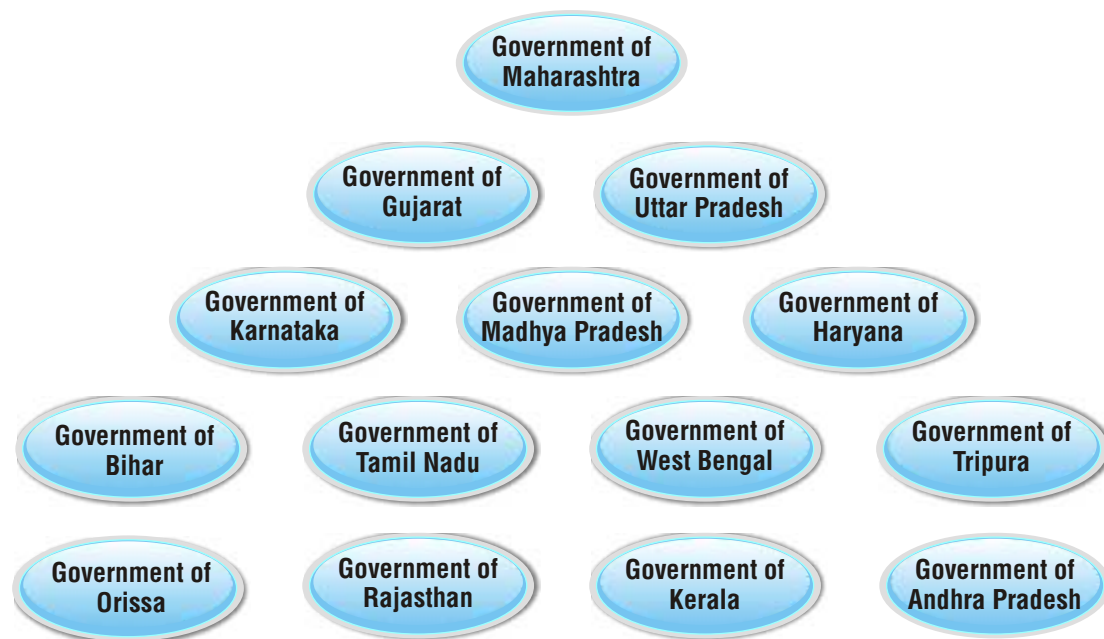 Government of
Maharashtra
Government of
Gujarat
Government of
Uttar Pradesh
Government of
Karnataka
Government of
Madhya Pradesh
Government of
Haryana
Government of
Bihar
Government of
Tamil Nadu
Government of
West Bengal
Government of
Tripura
Government of
Orissa
Government of
Rajasthan
Government of
Kerala
Government of
Andhra Pradesh